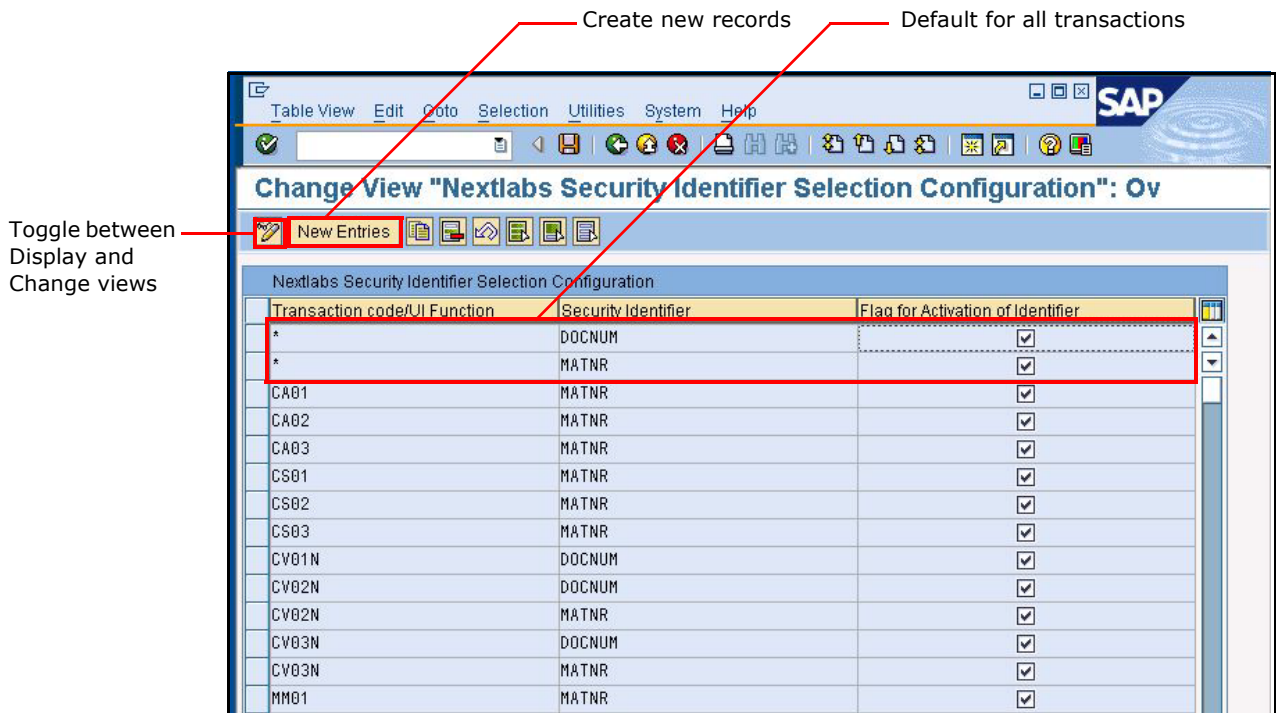 Create new records
Default for all transactions
Table View Edit Goto Selection Utilities System Help
SAP
Change View "Nextlabs Security Identifier Selection Configuration": Ov
Toggle between
Display and
Change views
New Entries
Nextlabs Security Identifier Selection Configuration
Transaction code/UI Function Security Identifier Flag for Activation of Identifier
* DOCNUM
* MATNR
CA01 MATNR
CA02 MATNR
CA03 MATNR
CS01 MATNR
CS02 MATNR
CS03 MATNR
CV01N DOCNUM
CV02N DOCNUM
CV02N MATNR
CV03N DOCNUM
CV03N MATNR
MM01 MATNR